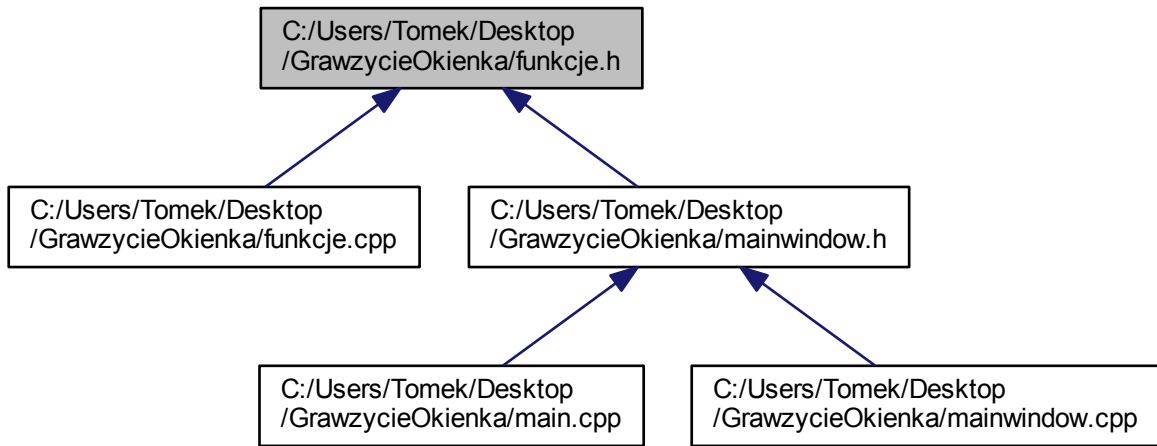 C:/Users/Tomek/Desktop
/GrawzycieOkienka/funkcje.h
C:/Users/Tomek/Desktop
/GrawzycieOkienka/funkcje.cpp
C:/Users/Tomek/Desktop
/GrawzycieOkienka/mainwindow.h
C:/Users/Tomek/Desktop
/GrawzycieOkienka/main.cpp
C:/Users/Tomek/Desktop
/GrawzycieOkienka/mainwindow.cpp